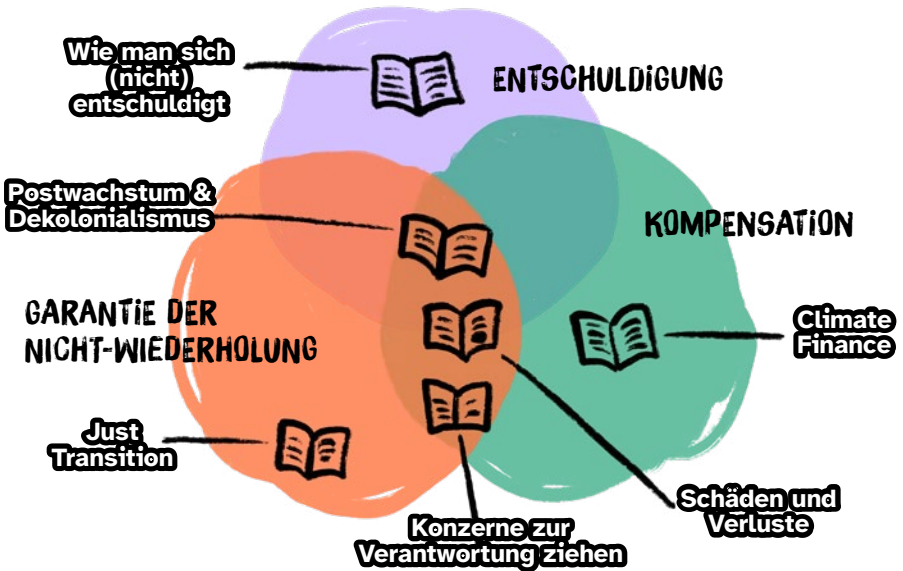 Wie man sich
(nicht)
entschuldigt
ENTSCHULDIGUNG
Postwachstum &
Dekolonialismus
KOMPENSATION
GARANTIE DER
NICHT-WIEDERHOLUNG
Climate
Finance
Just
Transition
Schäden und
Verluste
Konzerne zur
Verantwortung ziehen